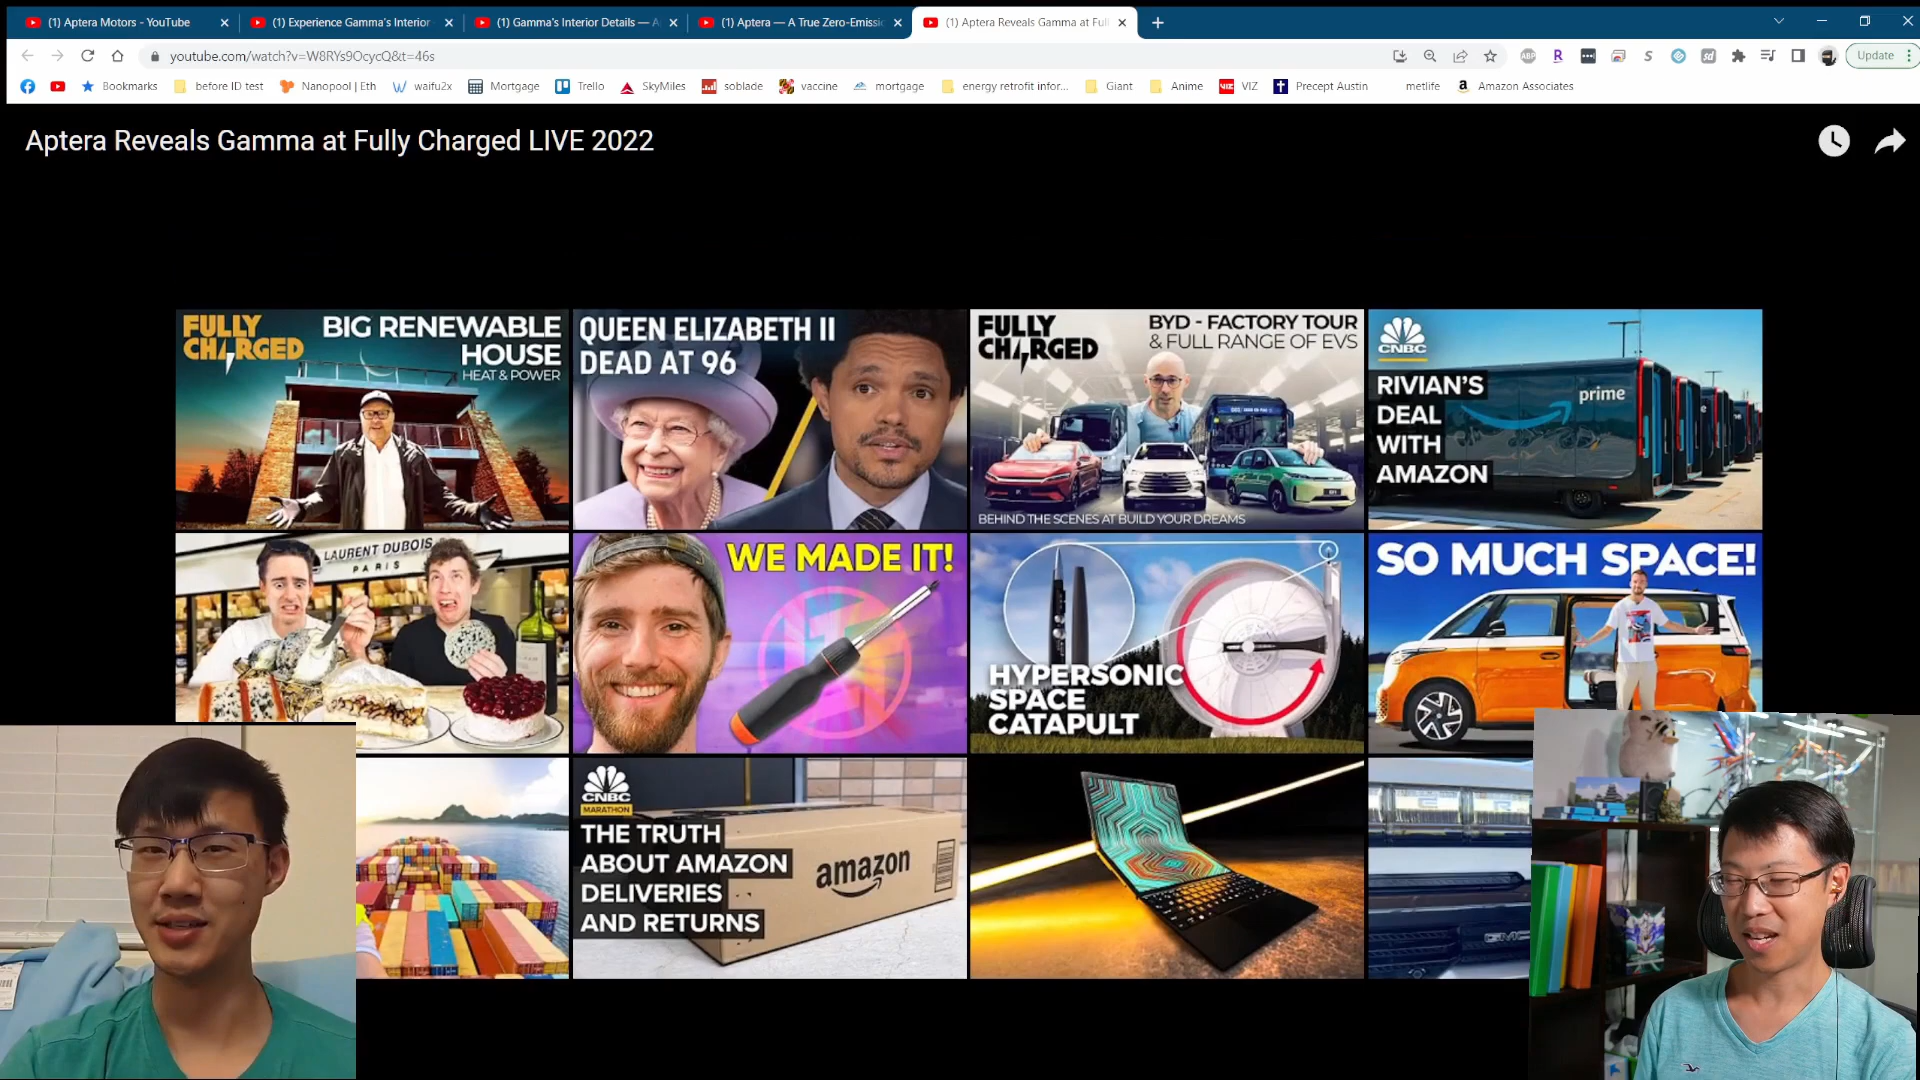 (1) Aptera Motors - YouTube
(1) Experience Gamma's Interior
(1) Gamma's Interior Details — A
(1) Aptera — A True Zero-Emissi
(1) Aptera Reveals Gamma at Ful
youtube.com/watch?v=W8RYs9OcycQ&t=46s
ABP
R
S
sd
Update
Bookmarks
before ID test
Nanopool | Eth
waifu2x
Mortgage
Trello
SkyMiles
soblade
vaccine
mortgage
energy retrofit infor...
Giant
Anime
VIZ
VIZ
Precept Austin
metlife
Amazon Associates
Aptera Reveals Gamma at Fully Charged LIVE 2022
FULLY
CHARGED
BIG RENEWABLE
HOUSE
HEAT & POWER
QUEEN ELIZABETH II
DEAD AT 96
FULLY
CHARGED
BYD - FACTORY TOUR
& FULL RANGE OF EVS
BEHIND THE SCENES AT BUILD YOUR DREAMS
CNBC
RIVIAN'S
DEAL
WITH
AMAZON
prime
LAURENT DUBOIS
PARIS
WE MADE IT!
HYPERSONIC
SPACE
CATAPULT
SO MUCH SPACE!
CNBC
MARATHON
THE TRUTH
ABOUT AMAZON
DELIVERIES
AND RETURNS
amazon
GMC